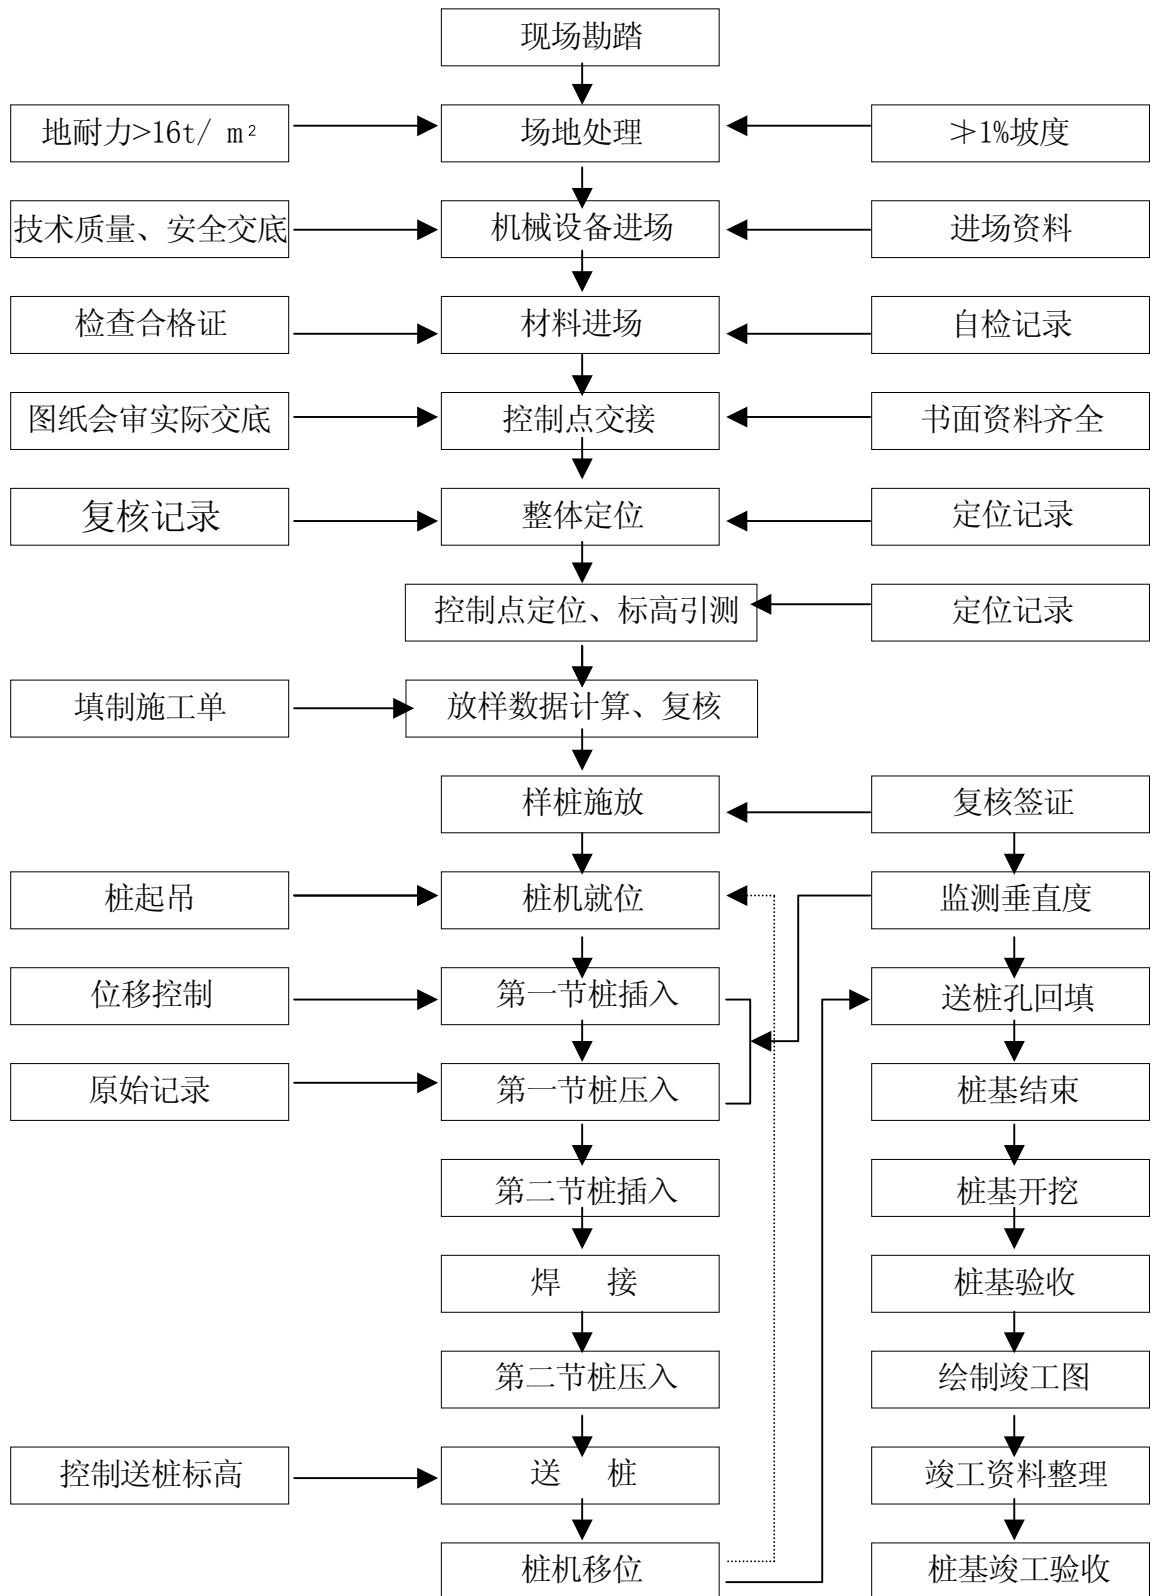 现场勘踏
地耐力>16t/ m²
场地处理
≯1%坡度
技术质量、安全交底
机械设备进场
进场资料
检查合格证
材料进场
自检记录
图纸会审实际交底
控制点交接
书面资料齐全
复核记录
整体定位
定位记录
控制点定位、标高引测
定位记录
填制施工单
放样数据计算、复核
样桩施放
复核签证
桩起吊
桩机就位
监测垂直度
位移控制
第一节桩插入
送桩孔回填
原始记录
第一节桩压入
桩基结束
第二节桩插入
桩基开挖
焊 接
桩基验收
第二节桩压入
绘制竣工图
控制送桩标高
送 桩
竣工资料整理
桩机移位
桩基竣工验收